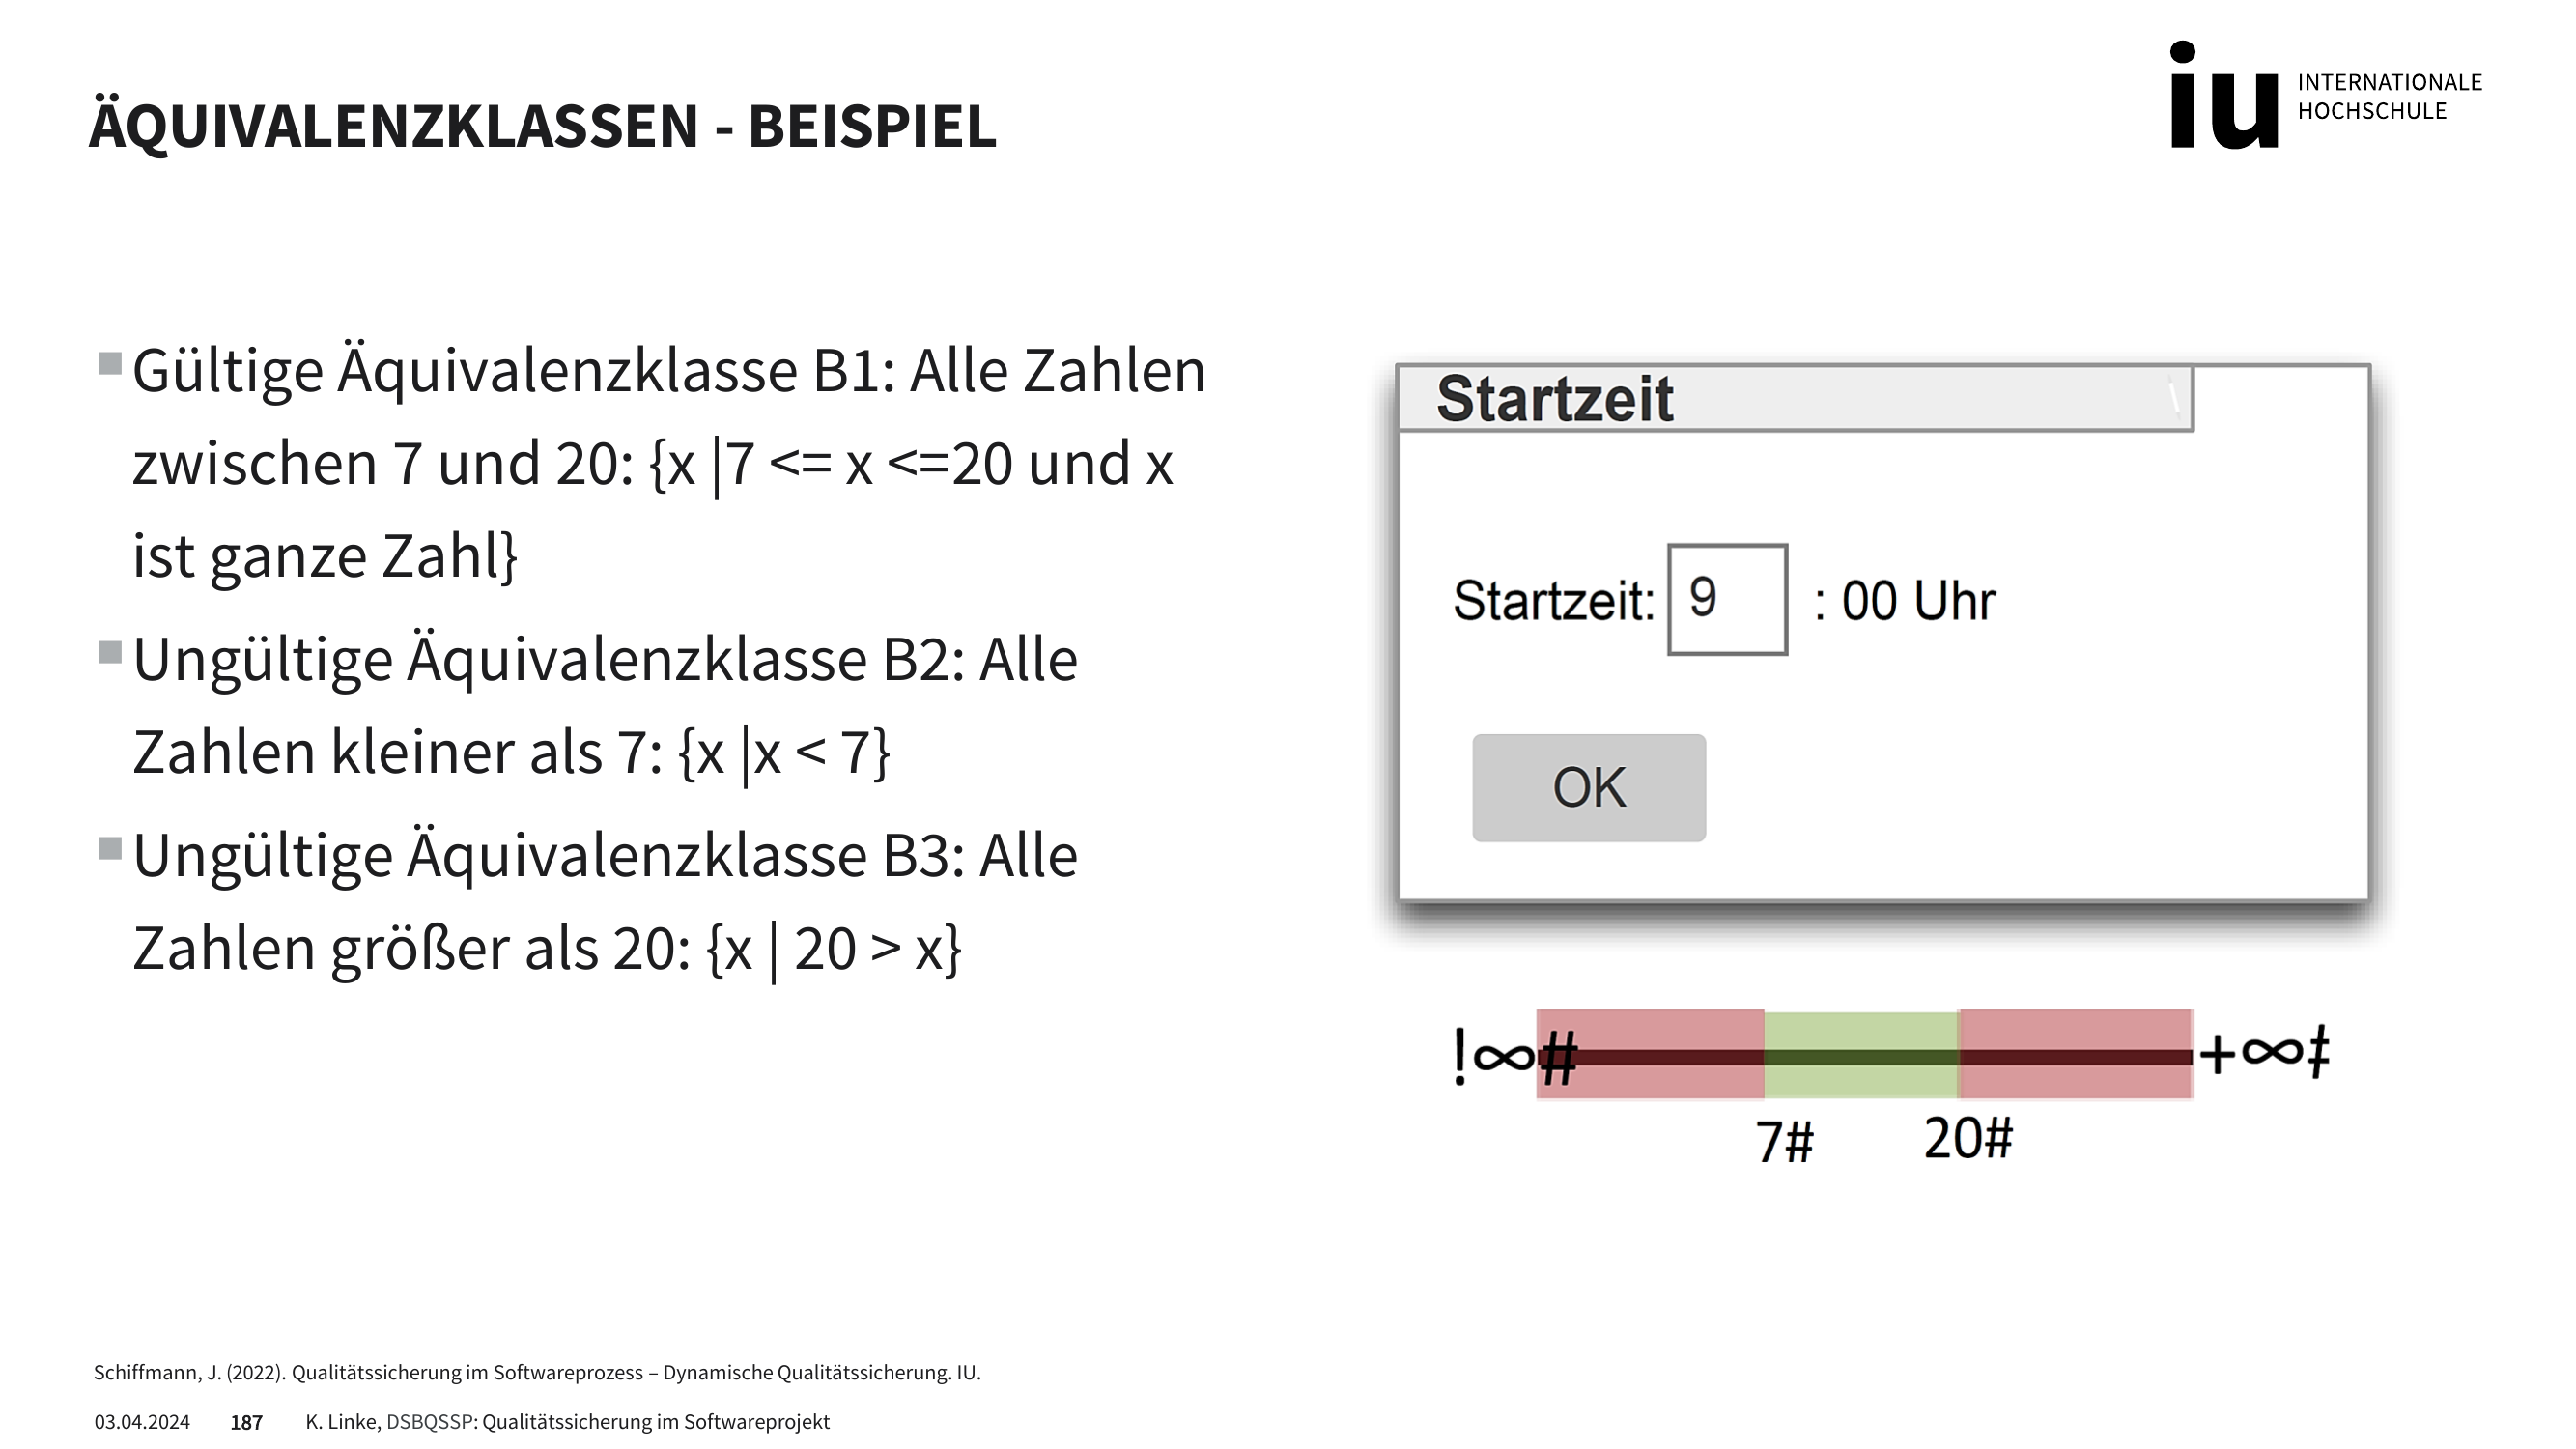 ÄQUIVALENZKLASSEN - BEISPIEL
iu INTERNATIONALE
HOCHSCHULE
Gültige Äquivalenzklasse B1: Alle Zahlen
zwischen 7 und 20: {x |7 <= x <=20 und x
ist ganze Zahl}
Ungültige Äquivalenzklasse B2: Alle
Zahlen kleiner als 7: {x |x < 7}
Ungültige Äquivalenzklasse B3: Alle
Zahlen größer als 20: {x | 20 > x}
Startzeit
Startzeit: 9 : 00 Uhr
OK
!∞# +∞‡
7# 20#
Schiffmann, J. (2022). Qualitätssicherung im Softwareprozess – Dynamische Qualitätssicherung. IU.
03.04.2024 187 K. Linke, DSBQSSP: Qualitätssicherung im Softwareprojekt